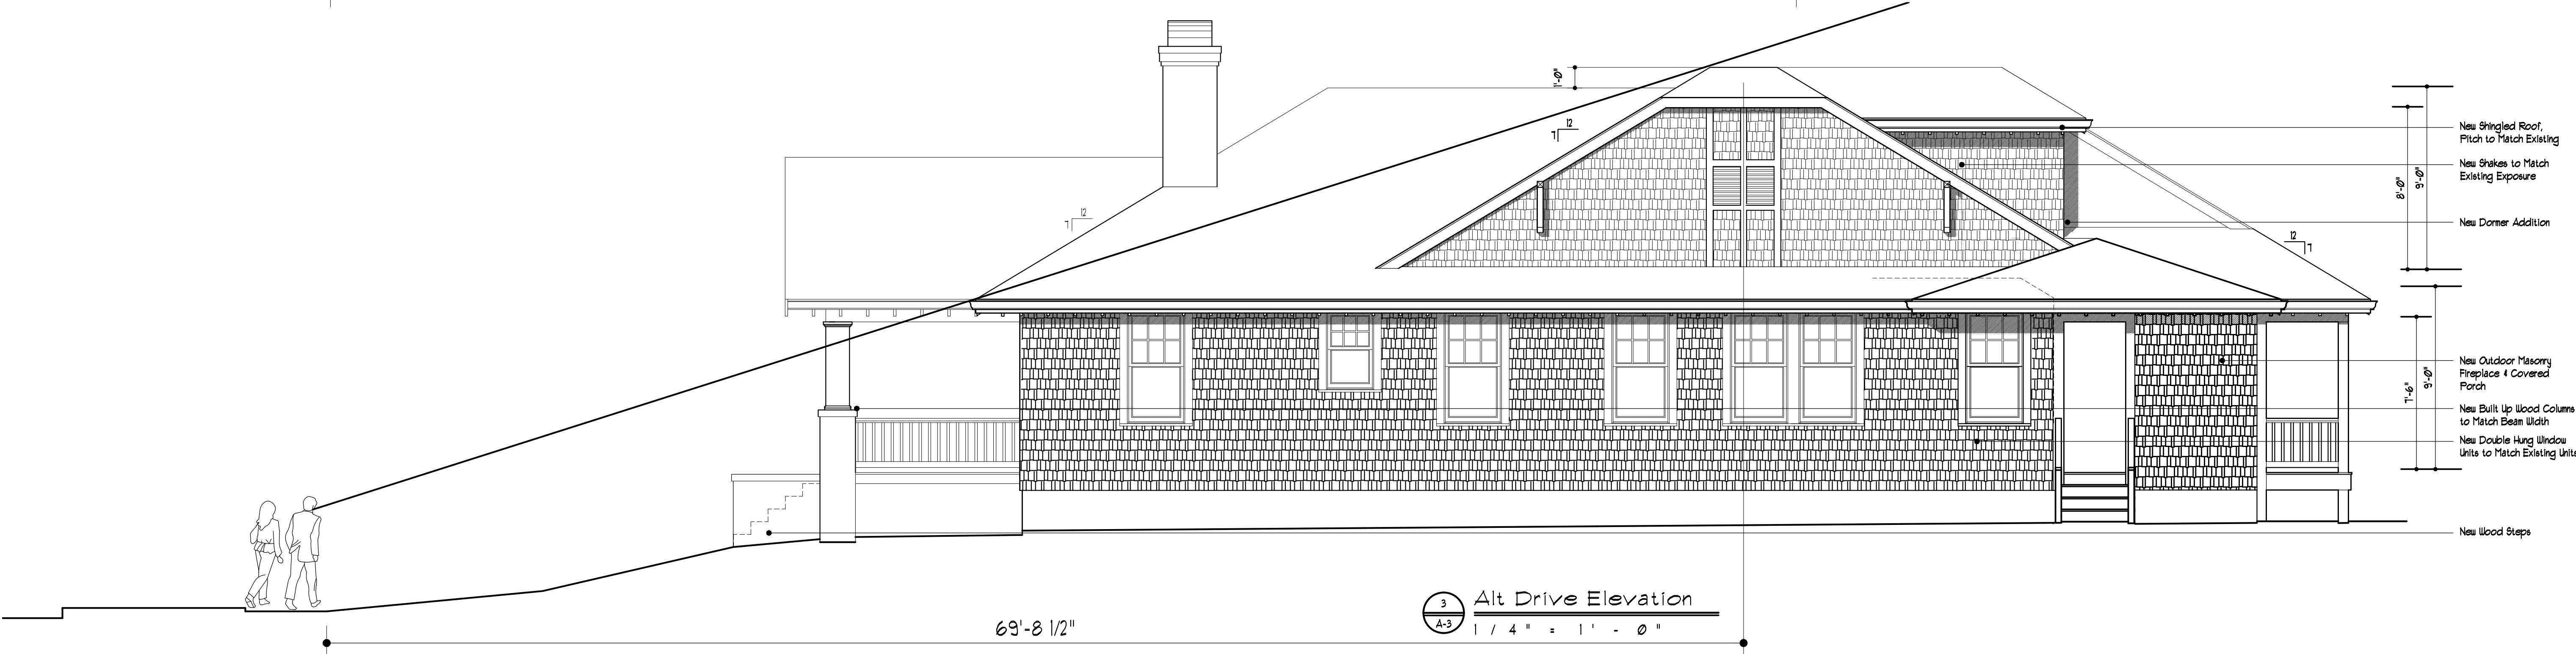 1'-0"
12
7
12
7
12
7
New Shingled Roof,
Pitch to Match Existing
New Shakes to Match
Existing Exposure
8'-0"
9'-0"
New Dormer Addition
New Outdoor Masonry
Fireplace & Covered
Porch
7'-6"
9'-0"
New Built Up Wood Columns
to Match Beam Width
New Double Hung Window
Units to Match Existing Units
New Wood Steps
3
A-3
Alt Drive Elevation
1/4" = 1'-0"
69'-8 1/2"